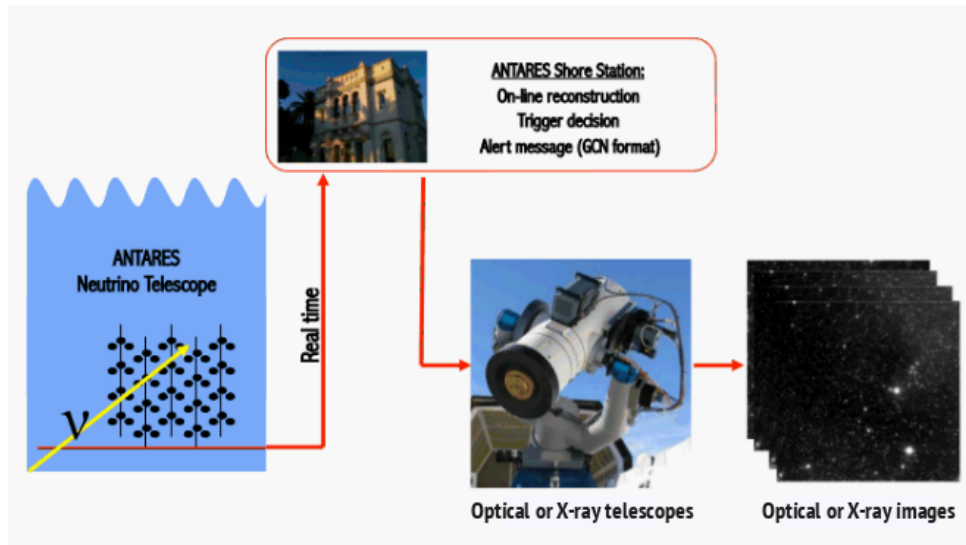 ANTARES Shore Station:
On-line reconstruction
Trigger decision
Alert message (GCN format)
ANTARES
Neutrino Telescope
ν
Real time
Optical or X-ray telescopes
Optical or X-ray images